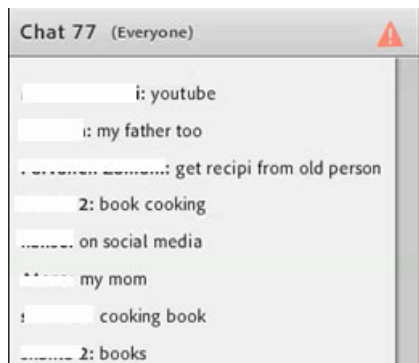 Chat 77 (Everyone)
i: youtube
: my father too
: get recipi from old person
2: book cooking
on social media
my mom
cooking book
2: books